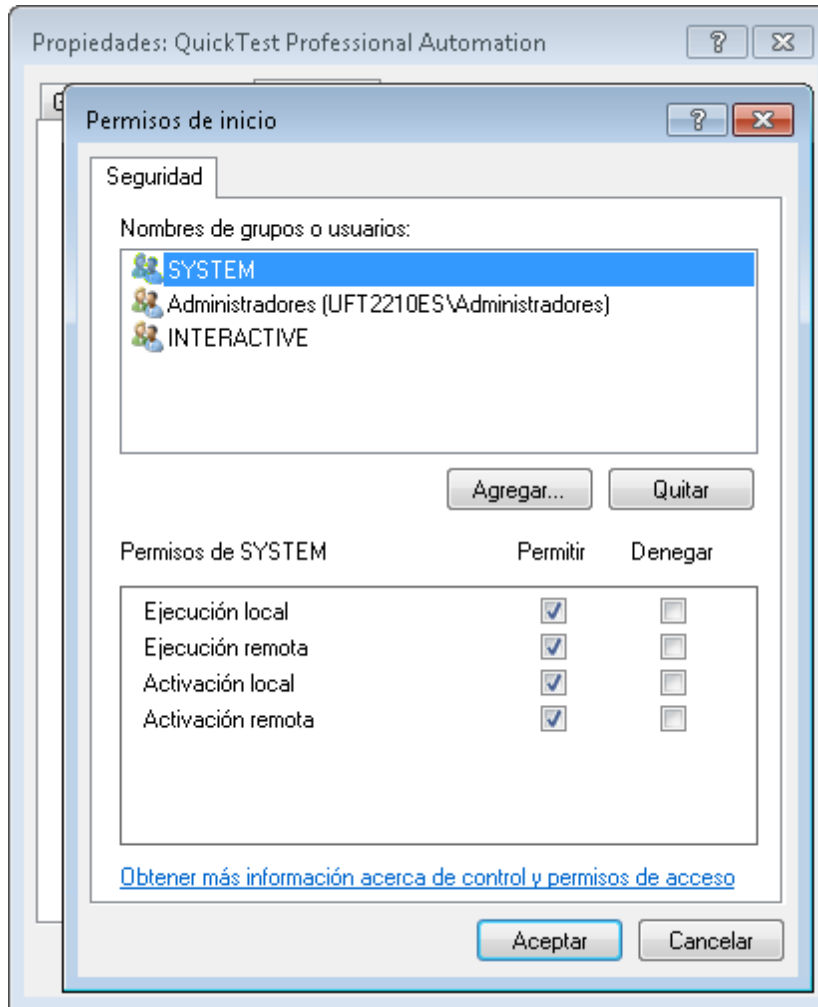 Propiedades: QuickTest Professional Automation
Permisos de inicio
Seguridad
Nombres de grupos o usuarios:
SYSTEM
Administradores (UFT2210ES\Administradores)
INTERACTIVE
Agregar... Quitar
Permisos de SYSTEM Permitir Denegar
Ejecución local
Ejecución remota
Activación local
Activación remota
Obtener más información acerca de control y permisos de acceso
Aceptar Cancelar